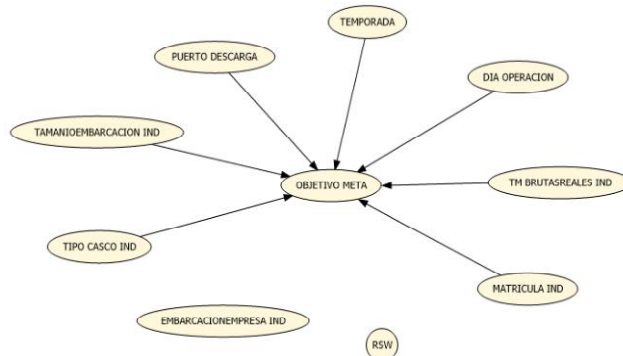 TEMPORADA
PUERTO DESCARGA
DIA OPERACION
TAMANIOEMBARCACION IND
OBJETIVO META
TM BRUTASREALES IND
TIPO CASCO IND
MATRICULA IND
EMBARCACIONEMPRESA IND
RSW